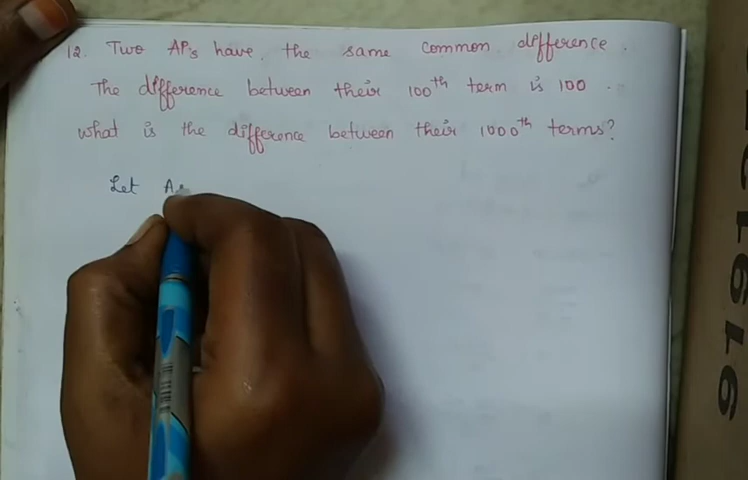 12. Two AP's have the same common difference.
The difference between their 100th term is 100.
what is the difference between their 1000th terms?
Let
9191